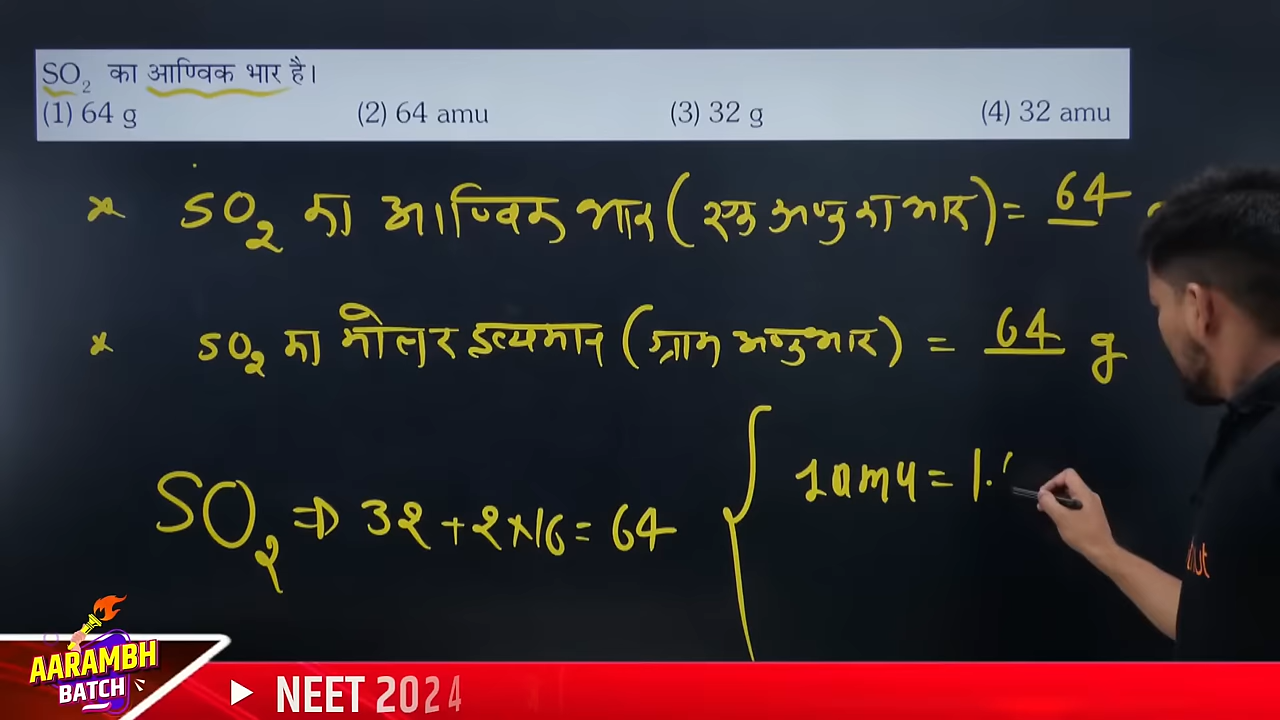 SO₂ का आण्विक भार है।
(1) 64 g (2) 64 amu (3) 32 g (4) 32 amu
* SO₂ का आण्विक भार (एक अणु का भार) = 64
* SO₂ का मोलर द्रव्यमान (ग्राम अणुभार) = 64 g
SO₂ ⇒ 32 + 2×16 = 64
1amu = 1.
AARAMBH
BATCH
NEET 2024